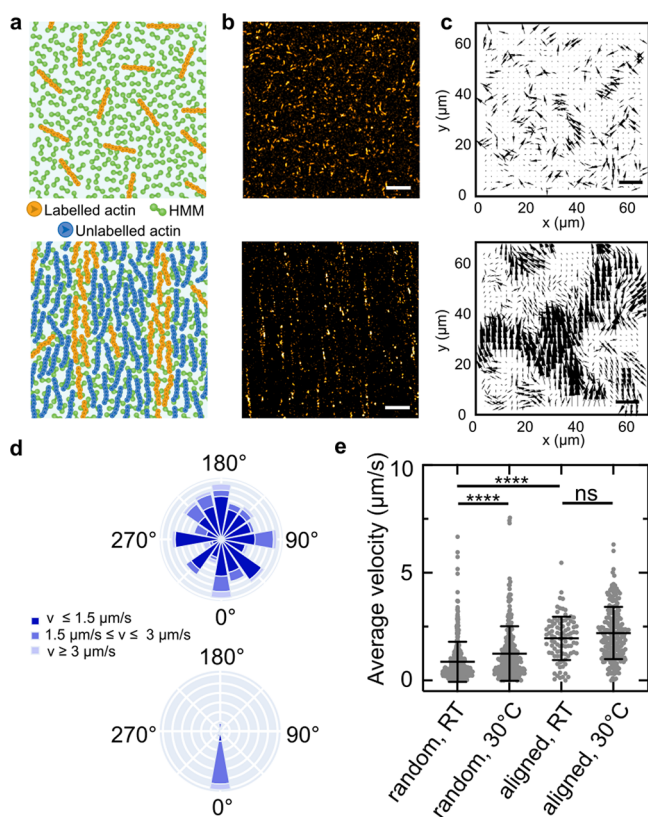 a
b
c
Labelled actin
HMM
Unlabelled actin
y (μm)
60
40
20
0
0 20 40 60
x (μm)
y (μm)
60
40
20
0
0 20 40 60
x (μm)
d
180°
270°
90°
0°
v ≤ 1.5 μm/s
1.5 μm/s ≤ v ≤ 3 μm/s
v ≥ 3 μm/s
180°
270°
90°
0°
e
Average velocity (μm/s)
10
5
0
****
****
ns
random, RT
random, 30°C
aligned, RT
aligned, 30°C